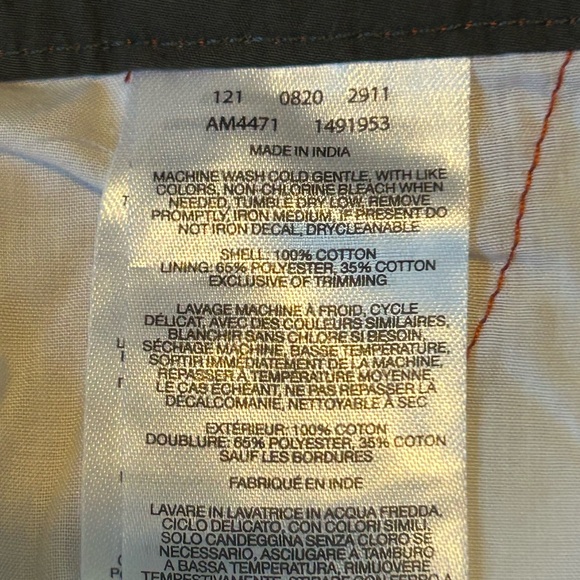 121 0820 2911
AM4471 1491953
MADE IN INDIA
MACHINE WASH COLD GENTLE, WITH LIKE
COLORS, NON-CHLORINE BLEACH WHEN
NEEDED, TUMBLE DRY LOW, REMOVE
PROMPTLY, IRON MEDIUM, IF PRESENT DO
NOT IRON DECAL, DRYCLEANABLE
SHELL: 100% COTTON
LINING: 65% POLYESTER, 35% COTTON
EXCLUSIVE OF TRIMMING
LAVAGE MACHINE À FROID, CYCLE
DÉLICAT, AVEC DES COULEURS SIMILAIRES,
BLANCHIR SANS CHLORE SI BESOIN
SÉCHAGE MACHINE, BASSE TEMPERATURE,
SORTIR IMMÉDIATEMENT DE LA MACHINE,
REPASSER À TEMPÉRATURE MOYENNE,
LE CAS ÉCHÉANT, NE PAS REPASSER LA
DÉCALCOMANIE, NETTOYABLE À SEC
EXTÉRIEUR: 100% COTON
DOUBLURE: 65% POLYESTER, 35% COTON
SAUF LES BORDURES
FABRIQUÉ EN INDE
LAVARE IN LAVATRICE IN ACQUA FREDDA,
CICLO DELICATO, CON COLORI SIMILI,
SOLO CANDEGGINA SENZA CLORO SE
NECESSARIO, ASCIUGARE A TAMBURO
A BASSA TEMPERATURA, RIMUOVERE